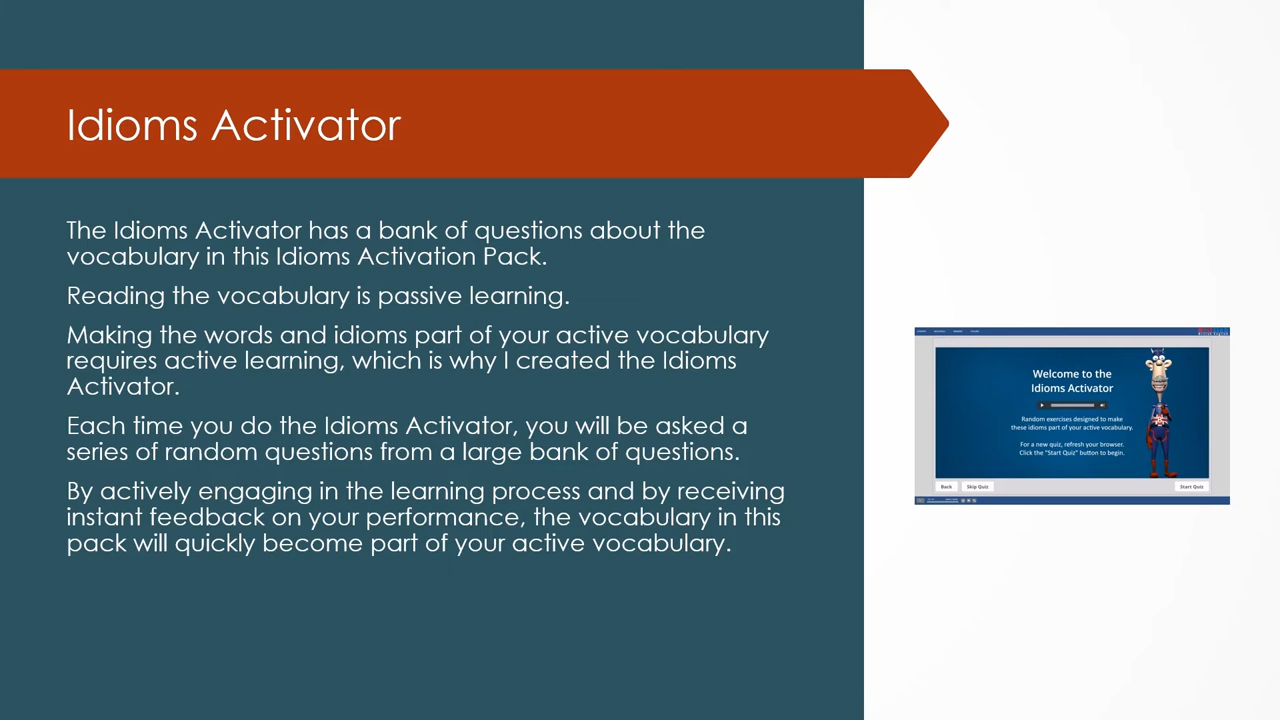 Idioms Activator
The Idioms Activator has a bank of questions about the
vocabulary in this Idioms Activation Pack.
Reading the vocabulary is passive learning.
Making the words and idioms part of your active vocabulary
requires active learning, which is why I created the Idioms
Activator.
Each time you do the Idioms Activator, you will be asked a
series of random questions from a large bank of questions.
By actively engaging in the learning process and by receiving
instant feedback on your performance, the vocabulary in this
pack will quickly become part of your active vocabulary.
Welcome to the
Idioms Activator
Random exercises designed to make
these idioms part of your active vocabulary.
For a new quiz, refresh your browser.
Click the "Start Quiz" button to begin.
Back
Skip Quiz
Start Quiz